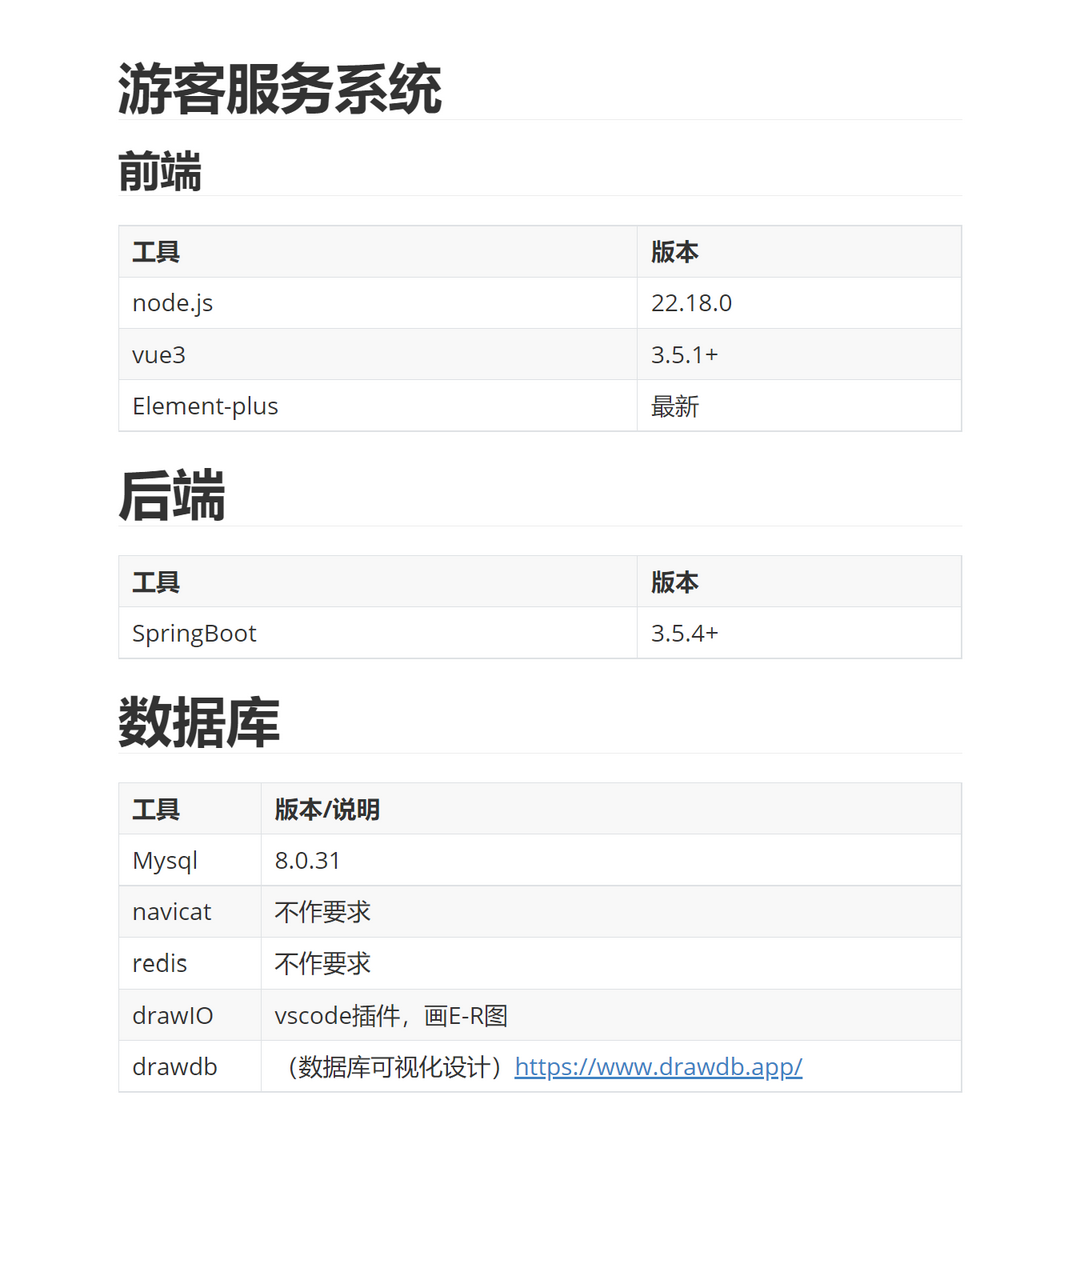 游客服务系统
前端
工具 版本
node.js 22.18.0
vue3 3.5.1+
Element-plus 最新
后端
工具 版本
SpringBoot 3.5.4+
数据库
工具 版本/说明
Mysql 8.0.31
navicat 不作要求
redis 不作要求
drawIO vscode插件，画E-R图
drawdb （数据库可视化设计）https://www.drawdb.app/